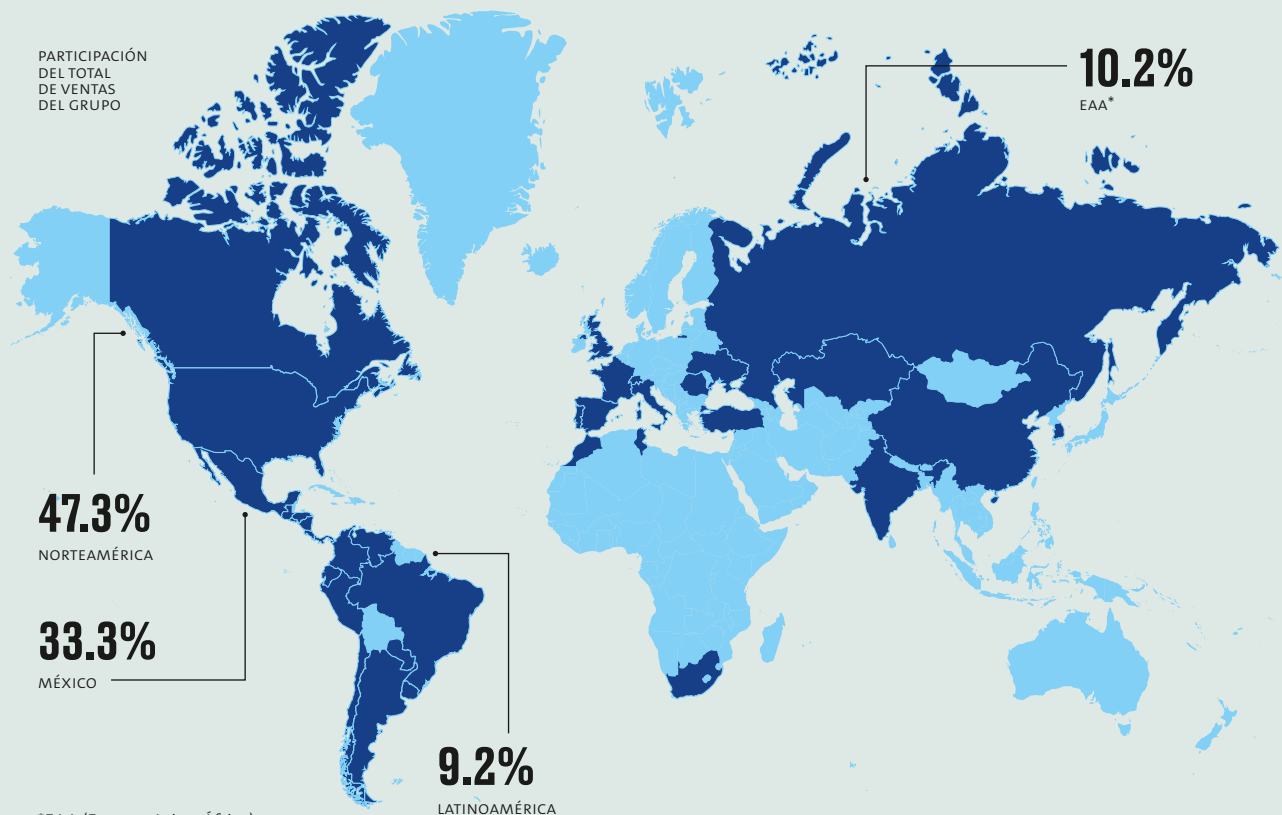 PARTICIPACIÓN
DEL TOTAL
DE VENTAS
DEL GRUPO
10.2%
EAA*
47.3%
NORTEAMÉRICA
33.3%
MÉXICO
9.2%
LATINOAMÉRICA